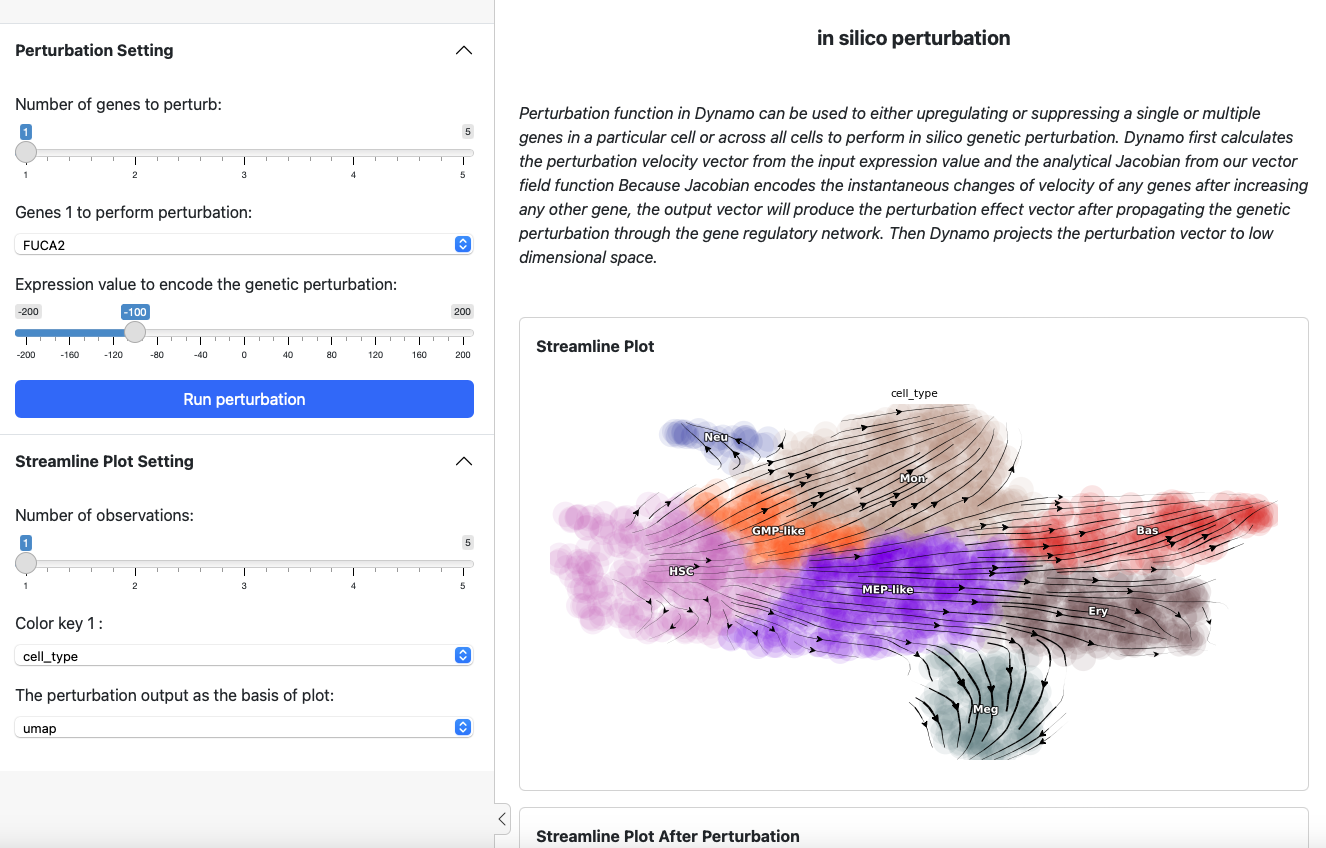 Perturbation Setting
Number of genes to perturb:
1 5
1 2 3 4 5
Genes 1 to perform perturbation:
FUCA2
Expression value to encode the genetic perturbation:
-200 -100 200
-200 -160 -120 -80 -40 0 40 80 120 160 200
Run perturbation
Streamline Plot Setting
Number of observations:
1 5
1 2 3 4 5
Color key 1 :
cell_type
The perturbation output as the basis of plot:
umap
in silico perturbation
Perturbation function in Dynamo can be used to either upregulating or suppressing a single or multiple
genes in a particular cell or across all cells to perform in silico genetic perturbation. Dynamo first calculates
the perturbation velocity vector from the input expression value and the analytical Jacobian from our vector
field function Because Jacobian encodes the instantaneous changes of velocity of any genes after increasing
any other gene, the output vector will produce the perturbation effect vector after propagating the genetic
perturbation through the gene regulatory network. Then Dynamo projects the perturbation vector to low
dimensional space.
Streamline Plot
cell_type
Neu
Mon
GMP-like
Bas
HSC
MEP-like
Ery
Meg
Streamline Plot After Perturbation